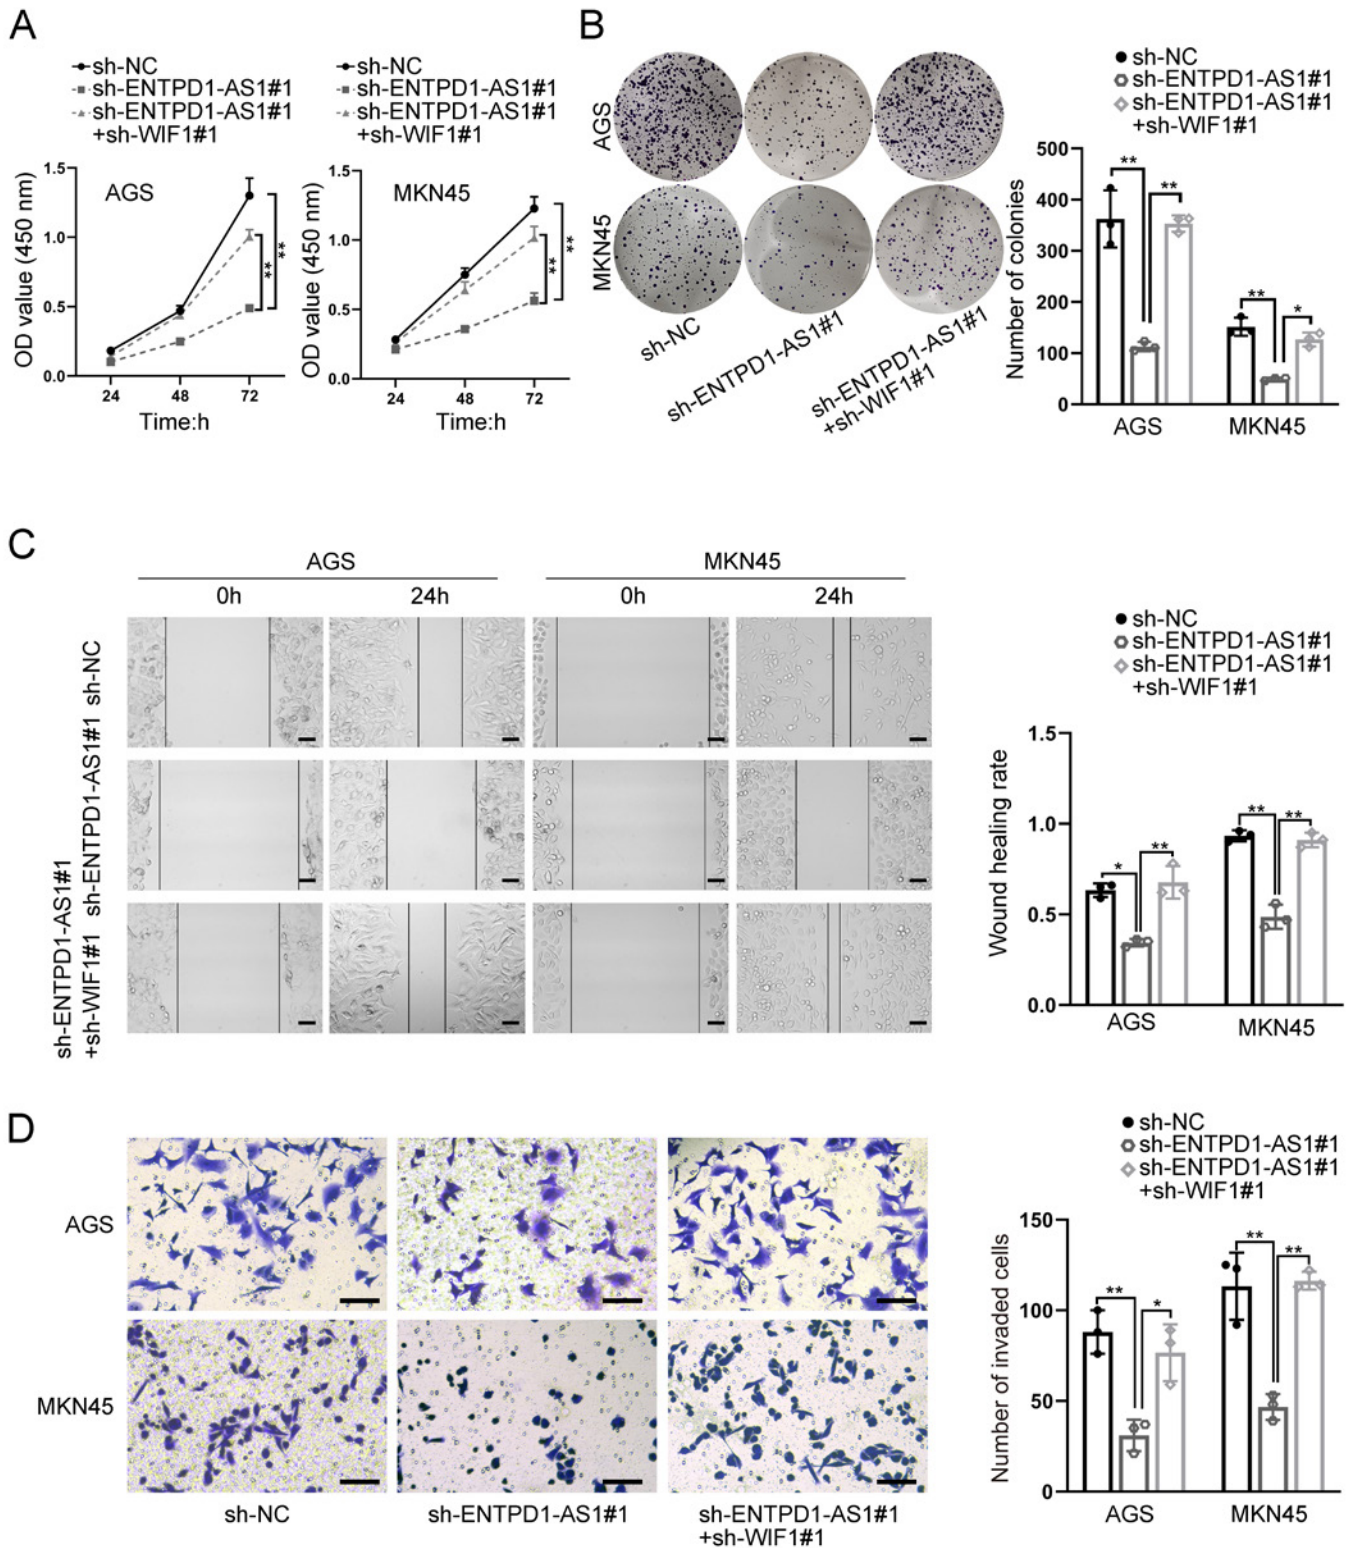 A
sh-NC
sh-ENTPD1-AS1#1
sh-ENTPD1-AS1#1
+sh-WIF1#1
OD value (450 nm)
1.5
1.0
0.5
0.0
AGS
**
**
24
48
72
Time:h
sh-NC
sh-ENTPD1-AS1#1
sh-ENTPD1-AS1#1
+sh-WIF1#1
OD value (450 nm)
1.5
1.0
0.5
0.0
MKN45
**
**
24
48
72
Time:h
B
AGS
MKN45
sh-NC
sh-ENTPD1-AS1#1
sh-ENTPD1-AS1#1
+sh-WIF1#1
sh-NC
sh-ENTPD1-AS1#1
sh-ENTPD1-AS1#1
+sh-WIF1#1
Number of colonies
500
400
300
200
100
0
**
**
**
*
AGS
MKN45
C
AGS
MKN45
0h
24h
0h
24h
sh-NC
sh-ENTPD1-AS1#1
sh-ENTPD1-AS1#1
+sh-WIF1#1
sh-NC
sh-ENTPD1-AS1#1
sh-ENTPD1-AS1#1
+sh-WIF1#1
Wound healing rate
1.5
1.0
0.5
0.0
*
**
**
**
AGS
MKN45
D
AGS
MKN45
sh-NC
sh-ENTPD1-AS1#1
sh-ENTPD1-AS1#1
+sh-WIF1#1
sh-NC
sh-ENTPD1-AS1#1
sh-ENTPD1-AS1#1
+sh-WIF1#1
Number of invaded cells
150
100
50
0
**
*
**
**
AGS
MKN45